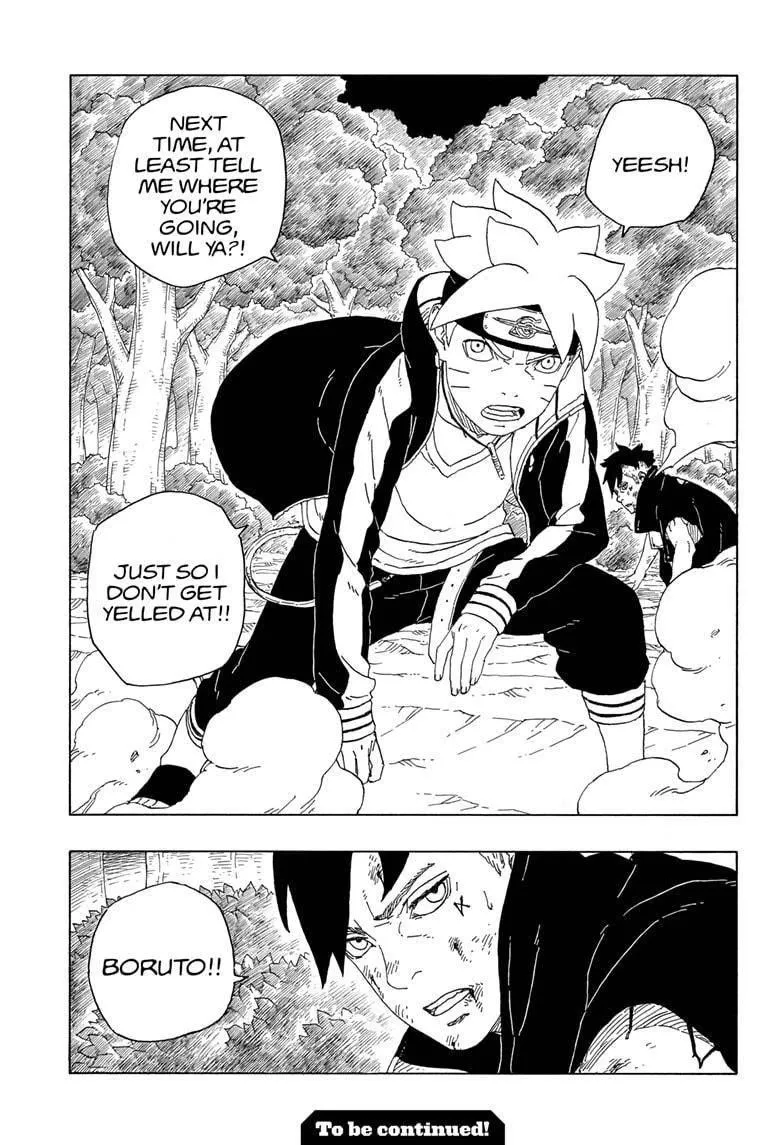 YEESH!
NEXT
TIME, AT
LEAST TELL
ME WHERE
YOU'RE
GOING,
WILL YA?!
JUST SO I
DON'T GET
YELLED AT!!
BORUTO!!
To be continued!